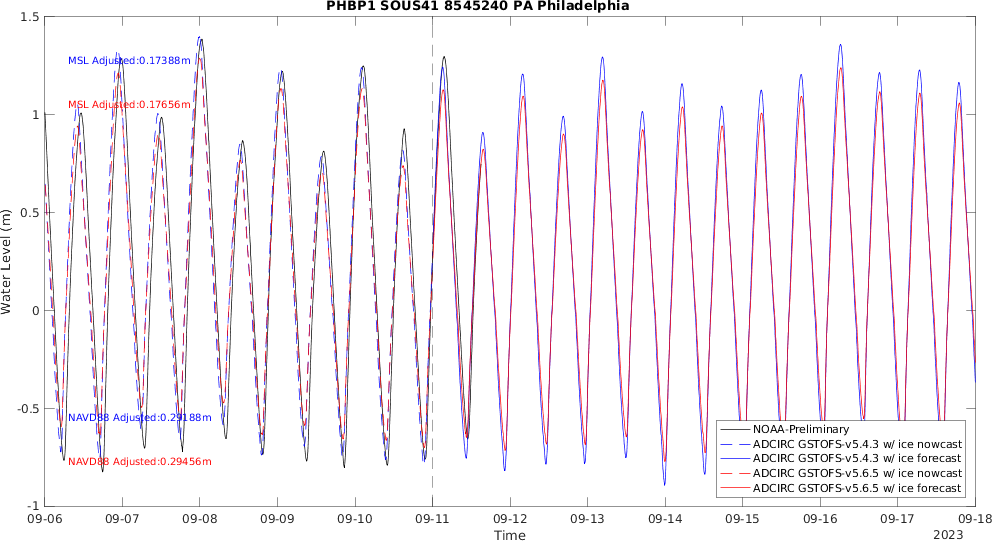 PHBP1 SOUS41 8545240 PA Philadelphia
1.5
MSL Adjusted:0.17388m
MSL Adjusted:0.17656m
1
0.5
Water Level (m)
0
-0.5
NAVD88 Adjusted:0.29188m
NAVD88 Adjusted:0.29456m
NOAA-Preliminary
ADCIRC GSTOFS-v5.4.3 w/ ice nowcast
ADCIRC GSTOFS-v5.4.3 w/ ice forecast
ADCIRC GSTOFS-v5.6.5 w/ ice nowcast
ADCIRC GSTOFS-v5.6.5 w/ ice forecast
-1
09-06 09-07 09-08 09-09 09-10 09-11 09-12 09-13 09-14 09-15 09-16 09-17 09-18
Time
2023